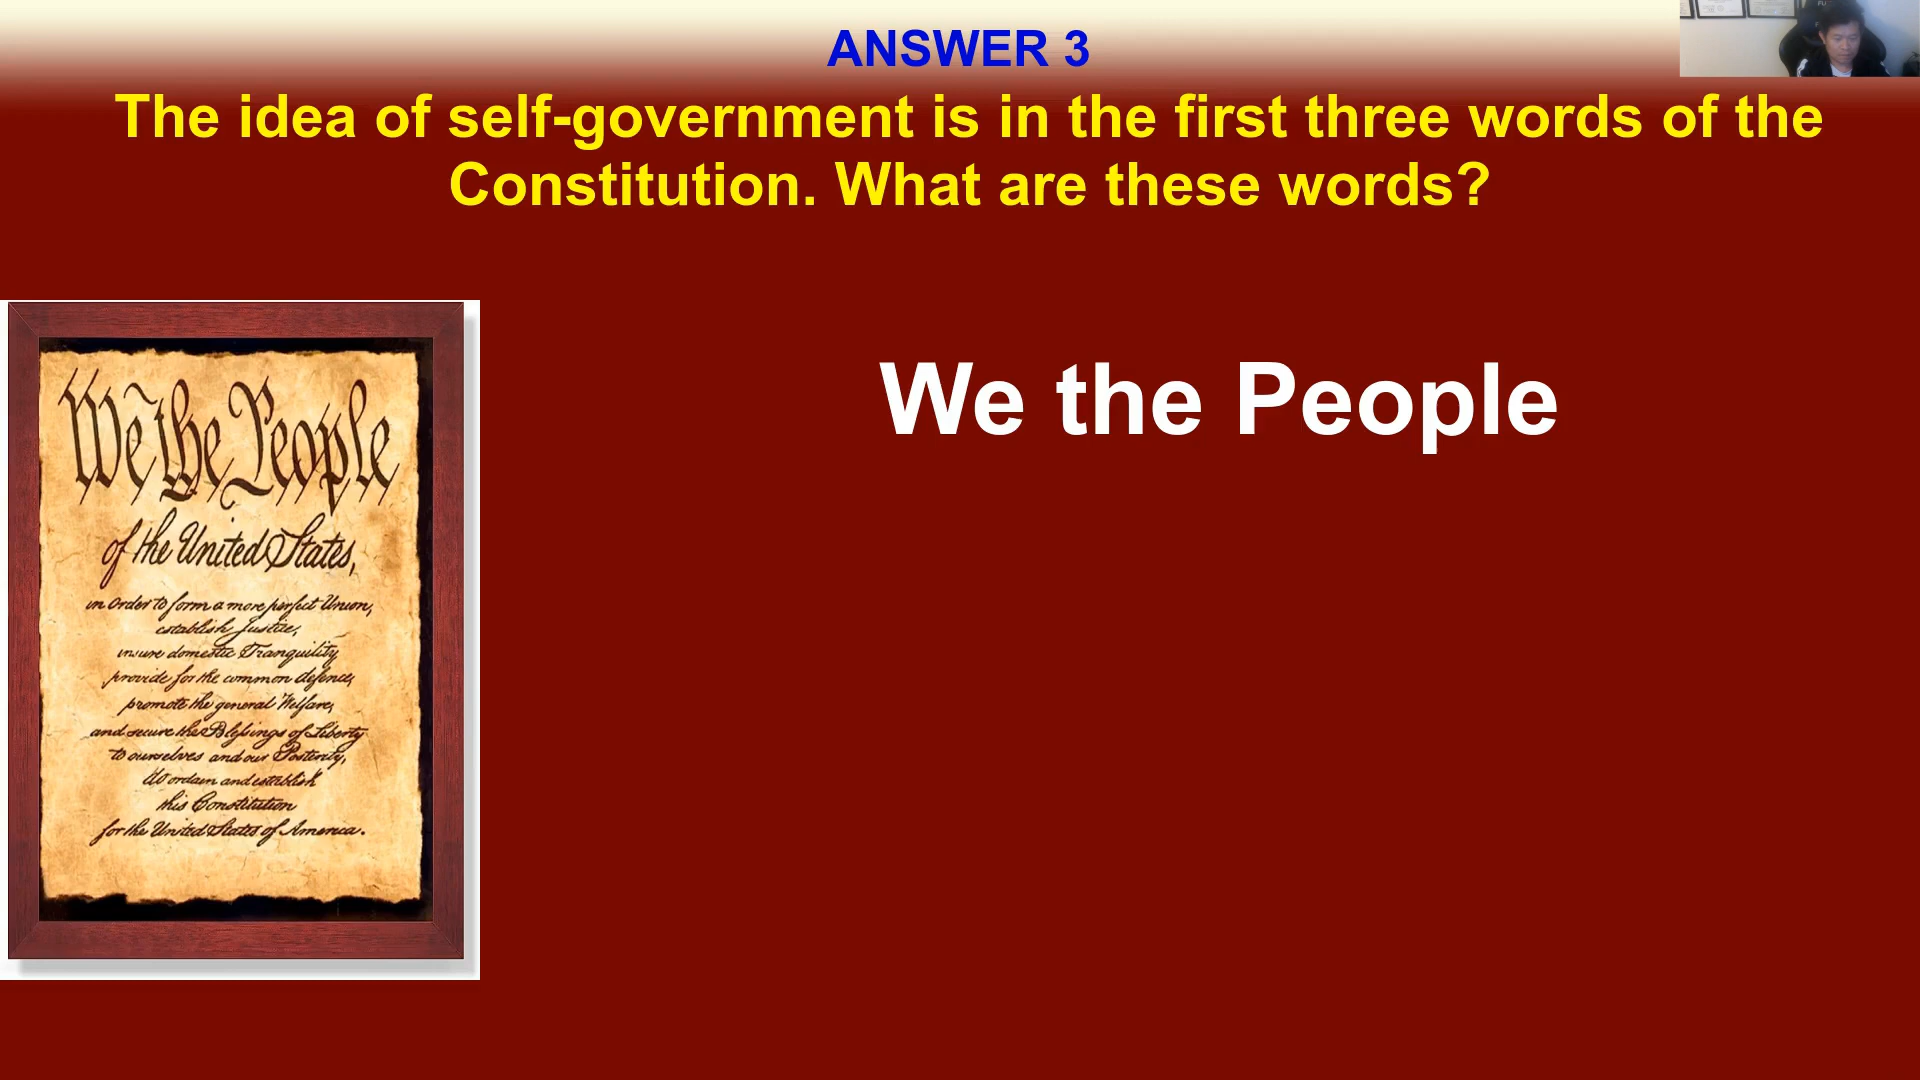 ANSWER 3
The idea of self-government is in the first three words of the
Constitution. What are these words?
We the People
We the People
of the United States,
in Order to form a more perfect Union,
establish Justice,
insure domestic Tranquility
provide for the common defence,
promote the general Welfare,
and secure the Blessings of Liberty
to ourselves and our Posterity,
do ordain and establish
this Constitution
for the United States of America.